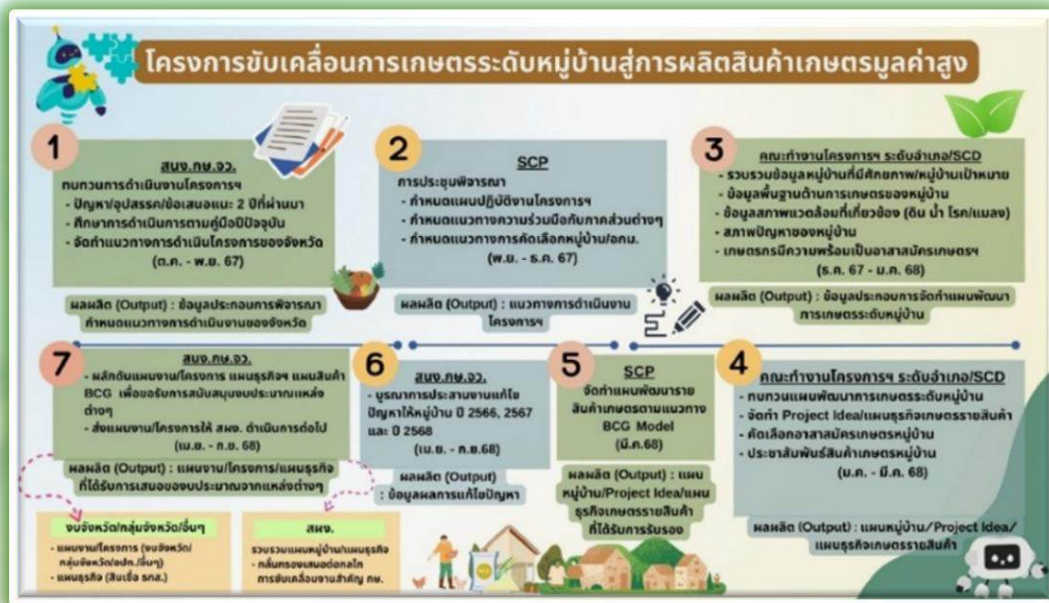 โครงการขับเคลื่อนการเกษตรระดับหมู่บ้านสู่การผลิตสินค้าเกษตรมูลค่าสูง
1
สนง.กษ.จว.
ทบทวนการดำเนินงานโครงการฯ
- ปัญหา/อุปสรรค/ข้อเสนอแนะ 2 ปีที่ผ่านมา
- ศึกษาการดำเนินการตามคู่มือปีปัจจุบัน
- จัดทำแนวทางการดำเนินโครงการของจังหวัด
(ต.ค. - พ.ย. 67)
ผลผลิต (Output) : ข้อมูลประกอบการพิจารณา
กำหนดแนวทางการดำเนินงานของจังหวัด
2
SCP
การประชุมพิจารณา
- กำหนดแผนปฏิบัติงานโครงการฯ
- กำหนดแนวทางความร่วมมือกับภาคส่วนต่างๆ
- กำหนดแนวทางการคัดเลือกหมู่บ้าน/อกม.
(พ.ย. - ธ.ค. 67)
ผลผลิต (Output) : แนวทางการดำเนินงาน
โครงการฯ
3
คณะทำงานโครงการฯ ระดับอำเภอ/SCD
- รวบรวมข้อมูลหมู่บ้านที่มีศักยภาพ/หมู่บ้านเป้าหมาย
- ข้อมูลพื้นฐานด้านการเกษตรของหมู่บ้าน
- ข้อมูลสภาพแวดล้อมที่เกี่ยวข้อง (ดิน น้ำ โรค/แมลง)
- สภาพปัญหาของหมู่บ้าน
- เกษตรกรมีความพร้อมเป็นอาสาสมัครเกษตรฯ
(ธ.ค. 67 - ม.ค. 68)
ผลผลิต (Output) : ข้อมูลประกอบการจัดทำแผนพัฒนา
การเกษตรระดับหมู่บ้าน
7
สนง.กษ.จว.
- ผลักดันแผนงาน/โครงการ แผนธุรกิจฯ แผนสินค้า
BCG เพื่อขอรับการสนับสนุนงบประมาณแหล่ง
ต่างๆ
- ส่งแผนงาน/โครงการให้ สผง. ดำเนินการต่อไป
(เม.ย. - ก.ย. 68)
ผลผลิต (Output) : แผนงาน/โครงการ/แผนธุรกิจ
ที่ได้รับการเสนอของบประมาณจากแหล่งต่างๆ
6
สนง.กษ.จว.
- บูรณาการประสานงานแก้ไข
ปัญหาให้หมู่บ้าน ปี 2566, 2567
และ ปี 2568
(เม.ย. - ก.ย.68)
ผลผลิต (Output)
: ข้อมูลผลการแก้ไขปัญหา
5
SCP
จัดทำแผนพัฒนาราย
สินค้าเกษตรตามแนวทาง
BCG Model
(มี.ค.68)
ผลผลิต (Output) : แผน
หมู่บ้าน/Project Idea/แผน
ธุรกิจเกษตรรายสินค้า
ที่ได้รับการรับรอง
4
คณะทำงานโครงการฯ ระดับอำเภอ/SCD
- ทบทวนแผนพัฒนาการเกษตรระดับหมู่บ้าน
- จัดทำ Project Idea/แผนธุรกิจเกษตรรายสินค้า
- คัดเลือกอาสาสมัครเกษตรหมู่บ้าน
- ประชาสัมพันธ์สินค้าเกษตรหมู่บ้าน
(ม.ค. - มี.ค. 68)
ผลผลิต (Output) : แผนหมู่บ้าน/Project Idea/
แผนธุรกิจเกษตรรายสินค้า
งบจังหวัด/กลุ่มจังหวัด/อื่นๆ
- แผนงาน/โครงการ (งบจังหวัด/
กลุ่มจังหวัด/อปท./อื่นๆ)
- แผนธุรกิจ (สินเชื่อ ธกส.)
สผง.
รวบรวมแผนหมู่บ้าน/แผนธุรกิจ
- กลั่นกรองเสนอต่อกลไก
การขับเคลื่อนงานสำคัญ กษ.